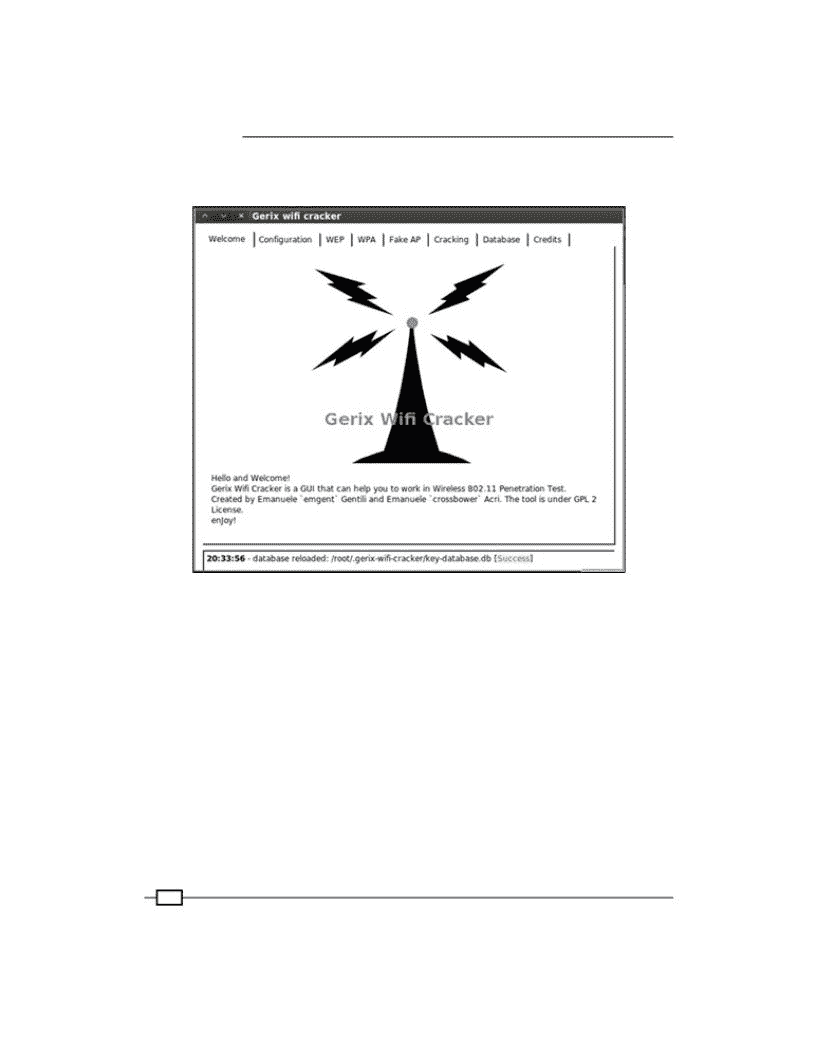 Gerix wifi cracker
Welcome Configuration WEP WPA Fake AP Cracking Database Credits
Gerix Wifi Cracker
Hello and Welcome!
Gerix Wifi Cracker is a GUI that can help you to work in Wireless 802.11 Penetration Test.
Created by Emanuele `emgent` Gentili and Emanuele `crossbower` Acri. The tool is under GPL 2
License.
enJoy!
20:33:56 - database reloaded: /root/.gerix-wifi-cracker/key-database.db [Success]